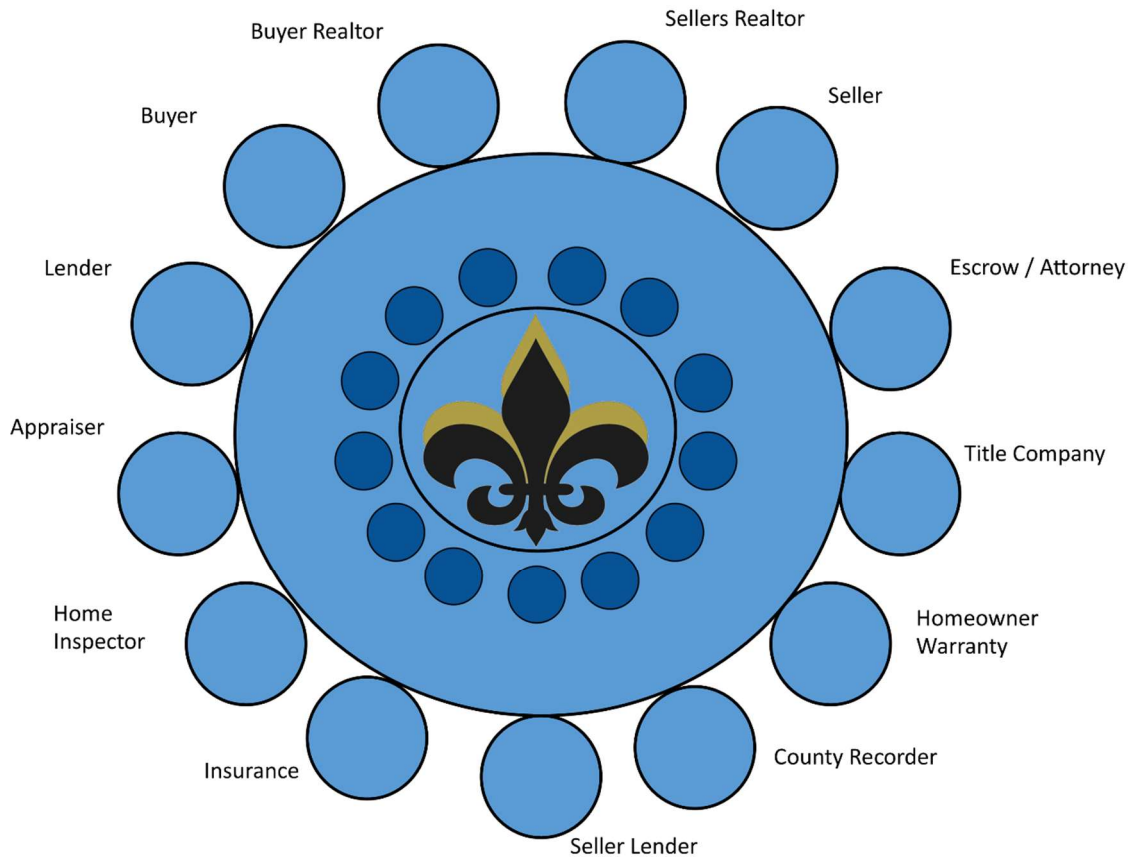 Sellers Realtor
Buyer Realtor
Seller
Buyer
Lender
Escrow / Attorney
Appraiser
Title Company
Home
Inspector
Homeowner
Warranty
County Recorder
Insurance
Seller Lender